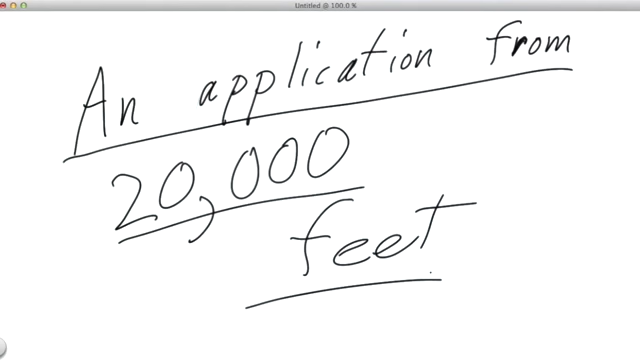 Untitled @ 100.0 %
An application from
20,000
feet